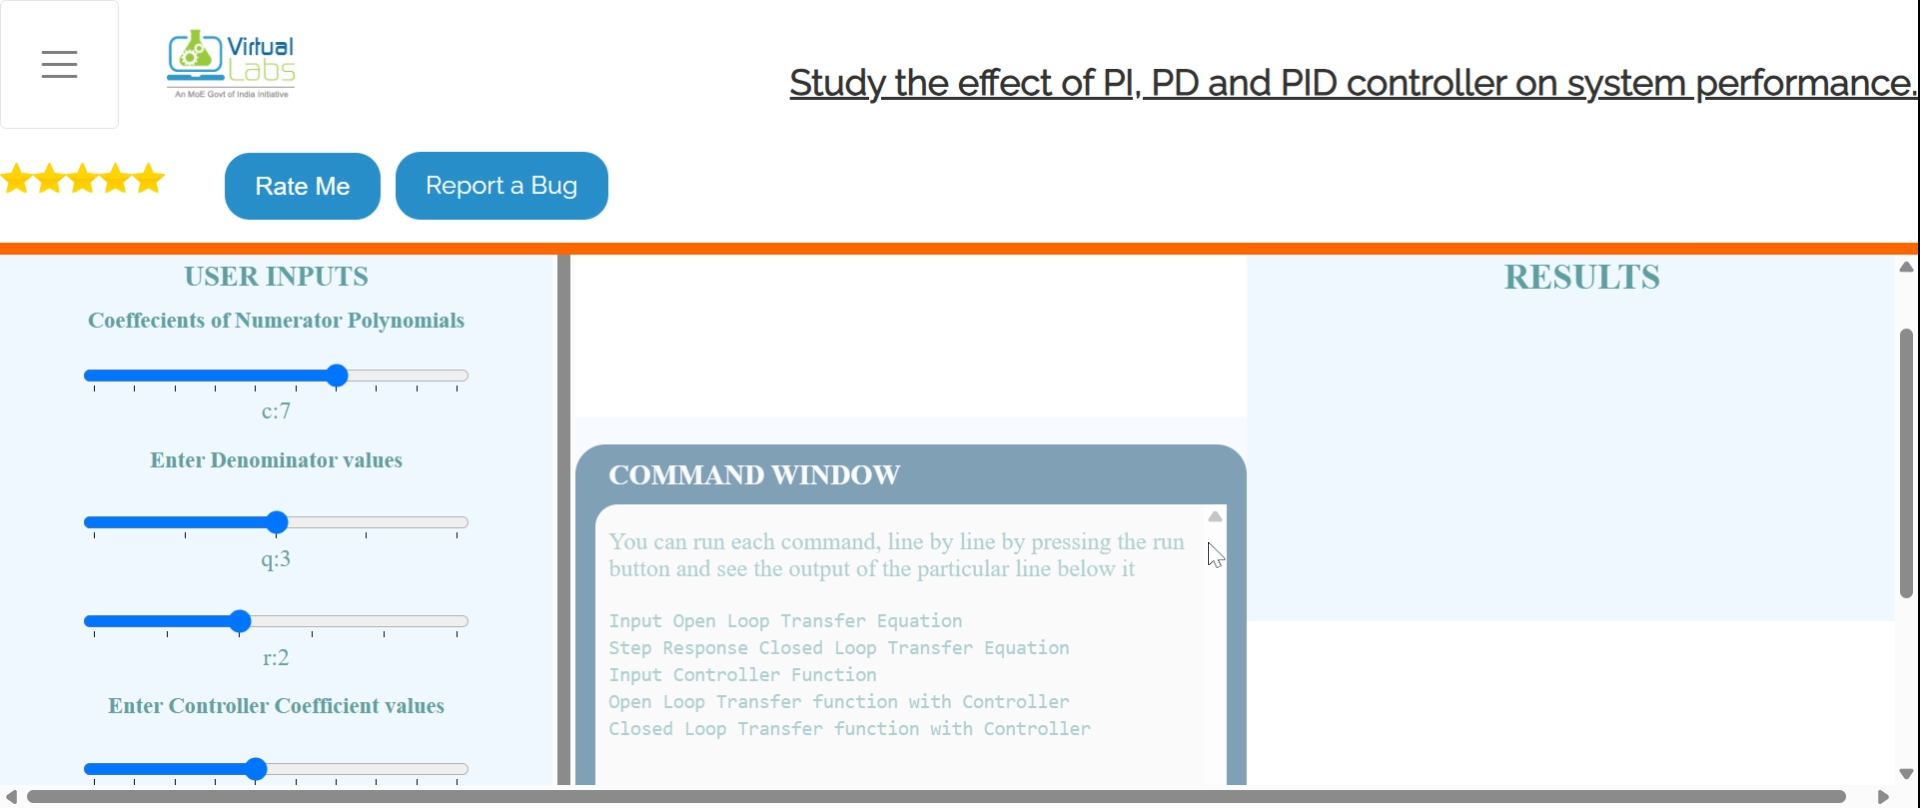 Virtual
Labs
An MoE Govt of India Initiative
Study the effect of PI, PD and PID controller on system performance.
Rate Me
Report a Bug
USER INPUTS
Coeffecients of Numerator Polynomials
c:7
Enter Denominator values
q:3
r:2
Enter Controller Coefficient values
COMMAND WINDOW
You can run each command, line by line by pressing the run
button and see the output of the particular line below it
Input Open Loop Transfer Equation
Step Response Closed Loop Transfer Equation
Input Controller Function
Open Loop Transfer function with Controller
Closed Loop Transfer function with Controller
RESULTS